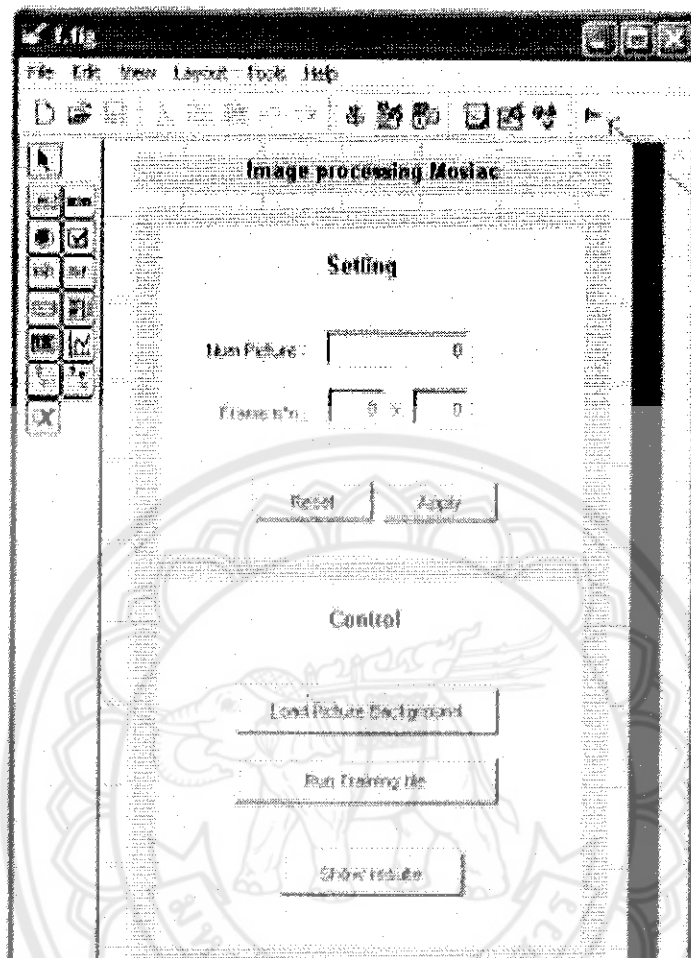 File Edit View Layout Tools Help
Image processing Mosiac
Setting
Num Picture : 0
Frame n*n : 0 x 0
Reset Apply
Control
Load Picture Background
Run Training file
Show results